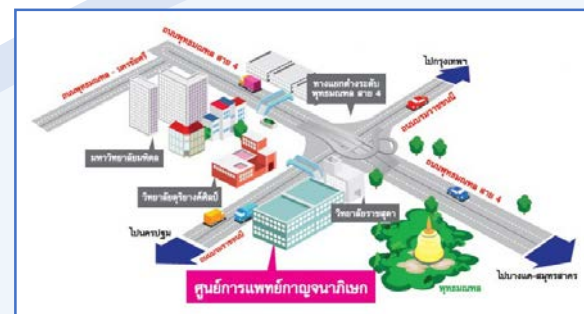 ถนนพุทธมณฑล สาย 4
ถนนพุทธมณฑล - นครชัยศรี
ทางแยกต่างระดับ
พุทธมณฑล สาย 4
ไปกรุงเทพฯ
ถนนบรมราชชนนี
มหาวิทยาลัยมหิดล
วิทยาลัยดุริยางค์ศิลป์
วิทยาลัยราชสุดา
ถนนพุทธมณฑล สาย 4
ไปนครปฐม
ถนนบรมราชชนนี
ศูนย์การแพทย์กาญจนาภิเษก
พุทธมณฑล
ไปบางแค-สมุทรสาคร